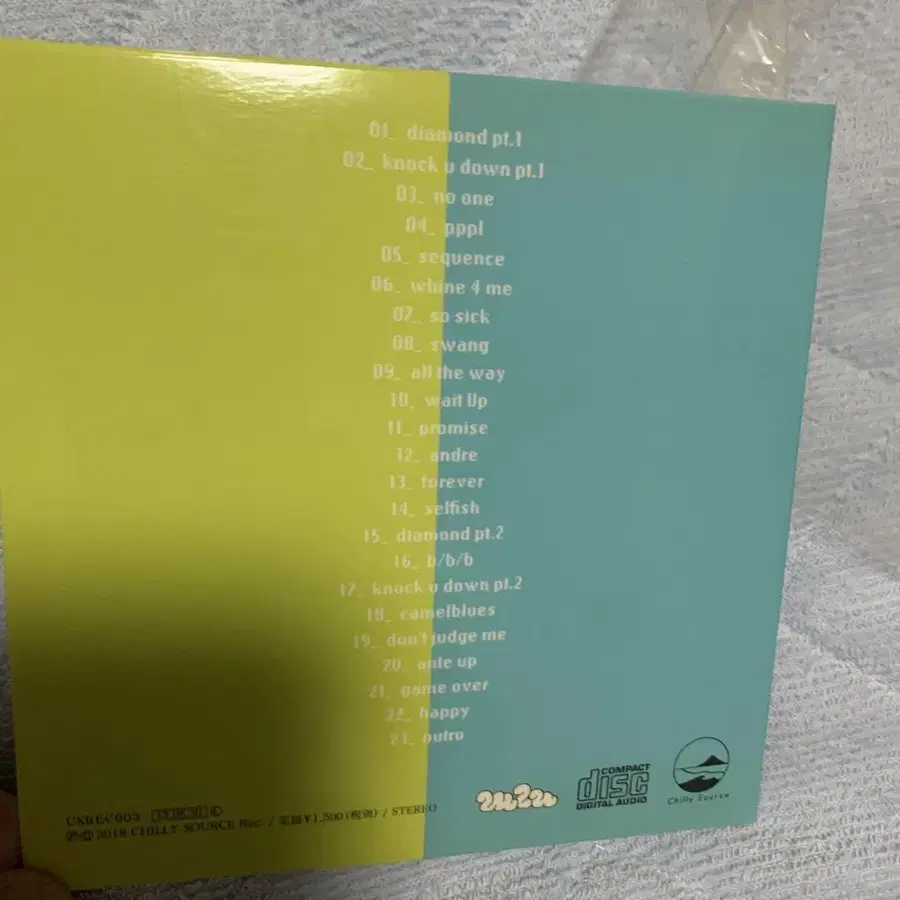 01_ diamond pt.1
02_ knock u down pt.1
03_ no one
04_ pppl
05_ sequence
06_ whine 4 me
07_ so sick
08_ swang
09_ all the way
10_ wait Up
11_ promise
12_ andre
13_ forever
14_ selfish
15_ diamond pt.2
16_ b/b/b
17_ knock u down pt.2
18_ camelblues
19_ don't judge me
20_ ante up
21_ game over
22_ happy
23_ outro
COMPACT
disc
DIGITAL AUDIO
Chilly Source
℗© 2018 CHILLY SOURCE Rec. / 定価¥1,500(税別) / STEREO